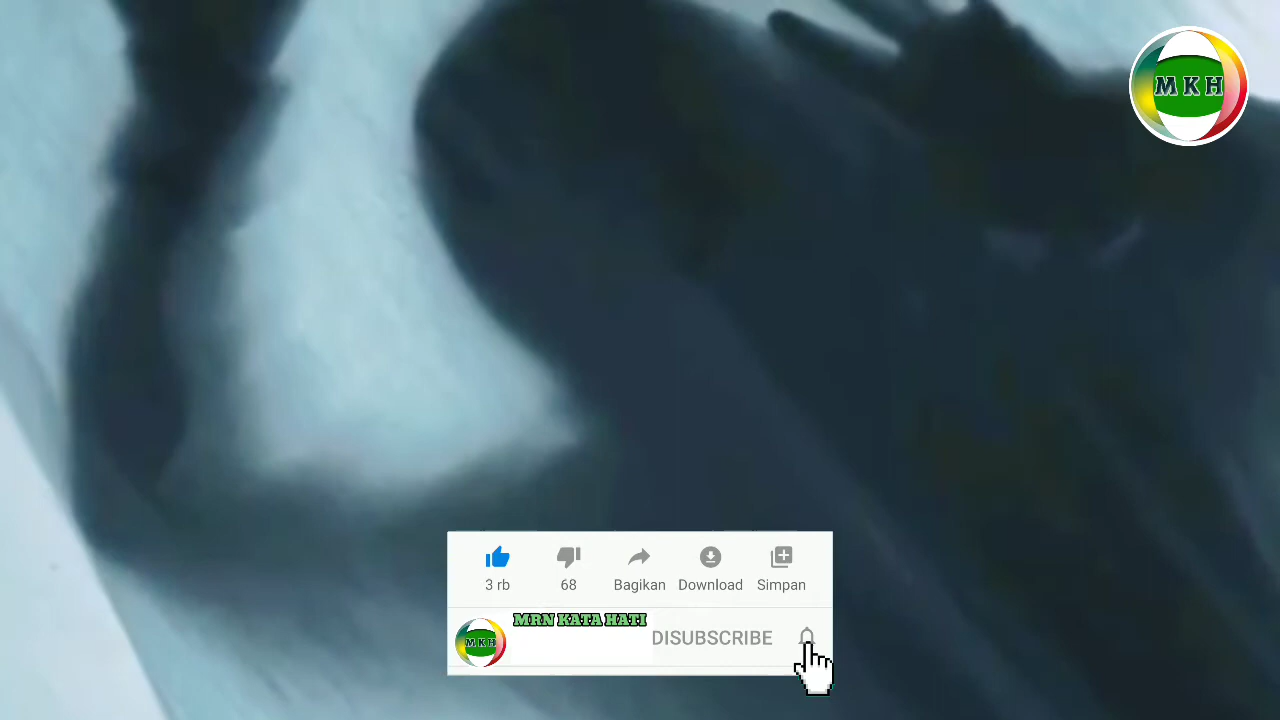 MKH
3 rb
68
Bagikan
Download
Simpan
MRN KATA HATI
MKH
DISUBSCRIBE